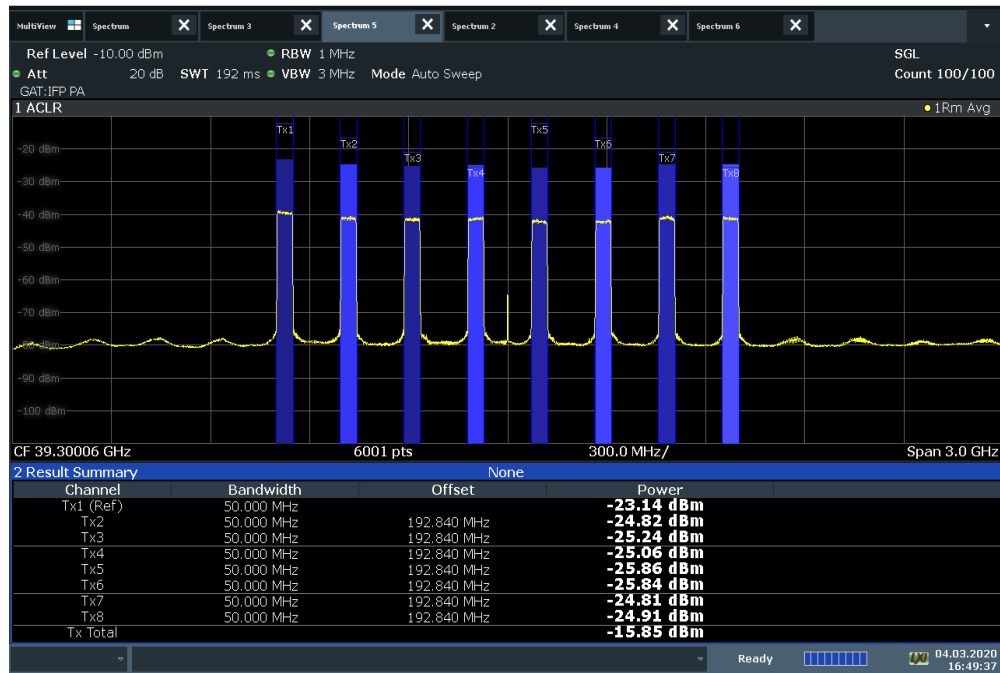 MultiView Spectrum X Spectrum 3 X Spectrum 5 X Spectrum 2 X Spectrum 4 X Spectrum 6 X
Ref Level -10.00 dBm RBW 1 MHz SGL
Att 20 dB SWT 192 ms VBW 3 MHz Mode Auto Sweep Count 100/100
GAT:IFP PA
1 ACLR 1Rm Avg
Tx1 Tx5
Tx2 Tx6
-20 dBm
Tx3 Tx7
Tx4 Tx8
-30 dBm
-40 dBm
-50 dBm
-60 dBm
-70 dBm
-80 dBm
-90 dBm
-100 dBm
CF 39.30006 GHz 6001 pts 300.0 MHz/ Span 3.0 GHz
2 Result Summary None
Channel Bandwidth Offset Power
Tx1 (Ref) 50.000 MHz -23.14 dBm
Tx2 50.000 MHz 192.840 MHz -24.82 dBm
Tx3 50.000 MHz 192.840 MHz -25.24 dBm
Tx4 50.000 MHz 192.840 MHz -25.06 dBm
Tx5 50.000 MHz 192.840 MHz -25.86 dBm
Tx6 50.000 MHz 192.840 MHz -25.84 dBm
Tx7 50.000 MHz 192.840 MHz -24.81 dBm
Tx8 50.000 MHz 192.840 MHz -24.91 dBm
Tx Total -15.85 dBm
Ready LXI 04.03.2020
16:49:37